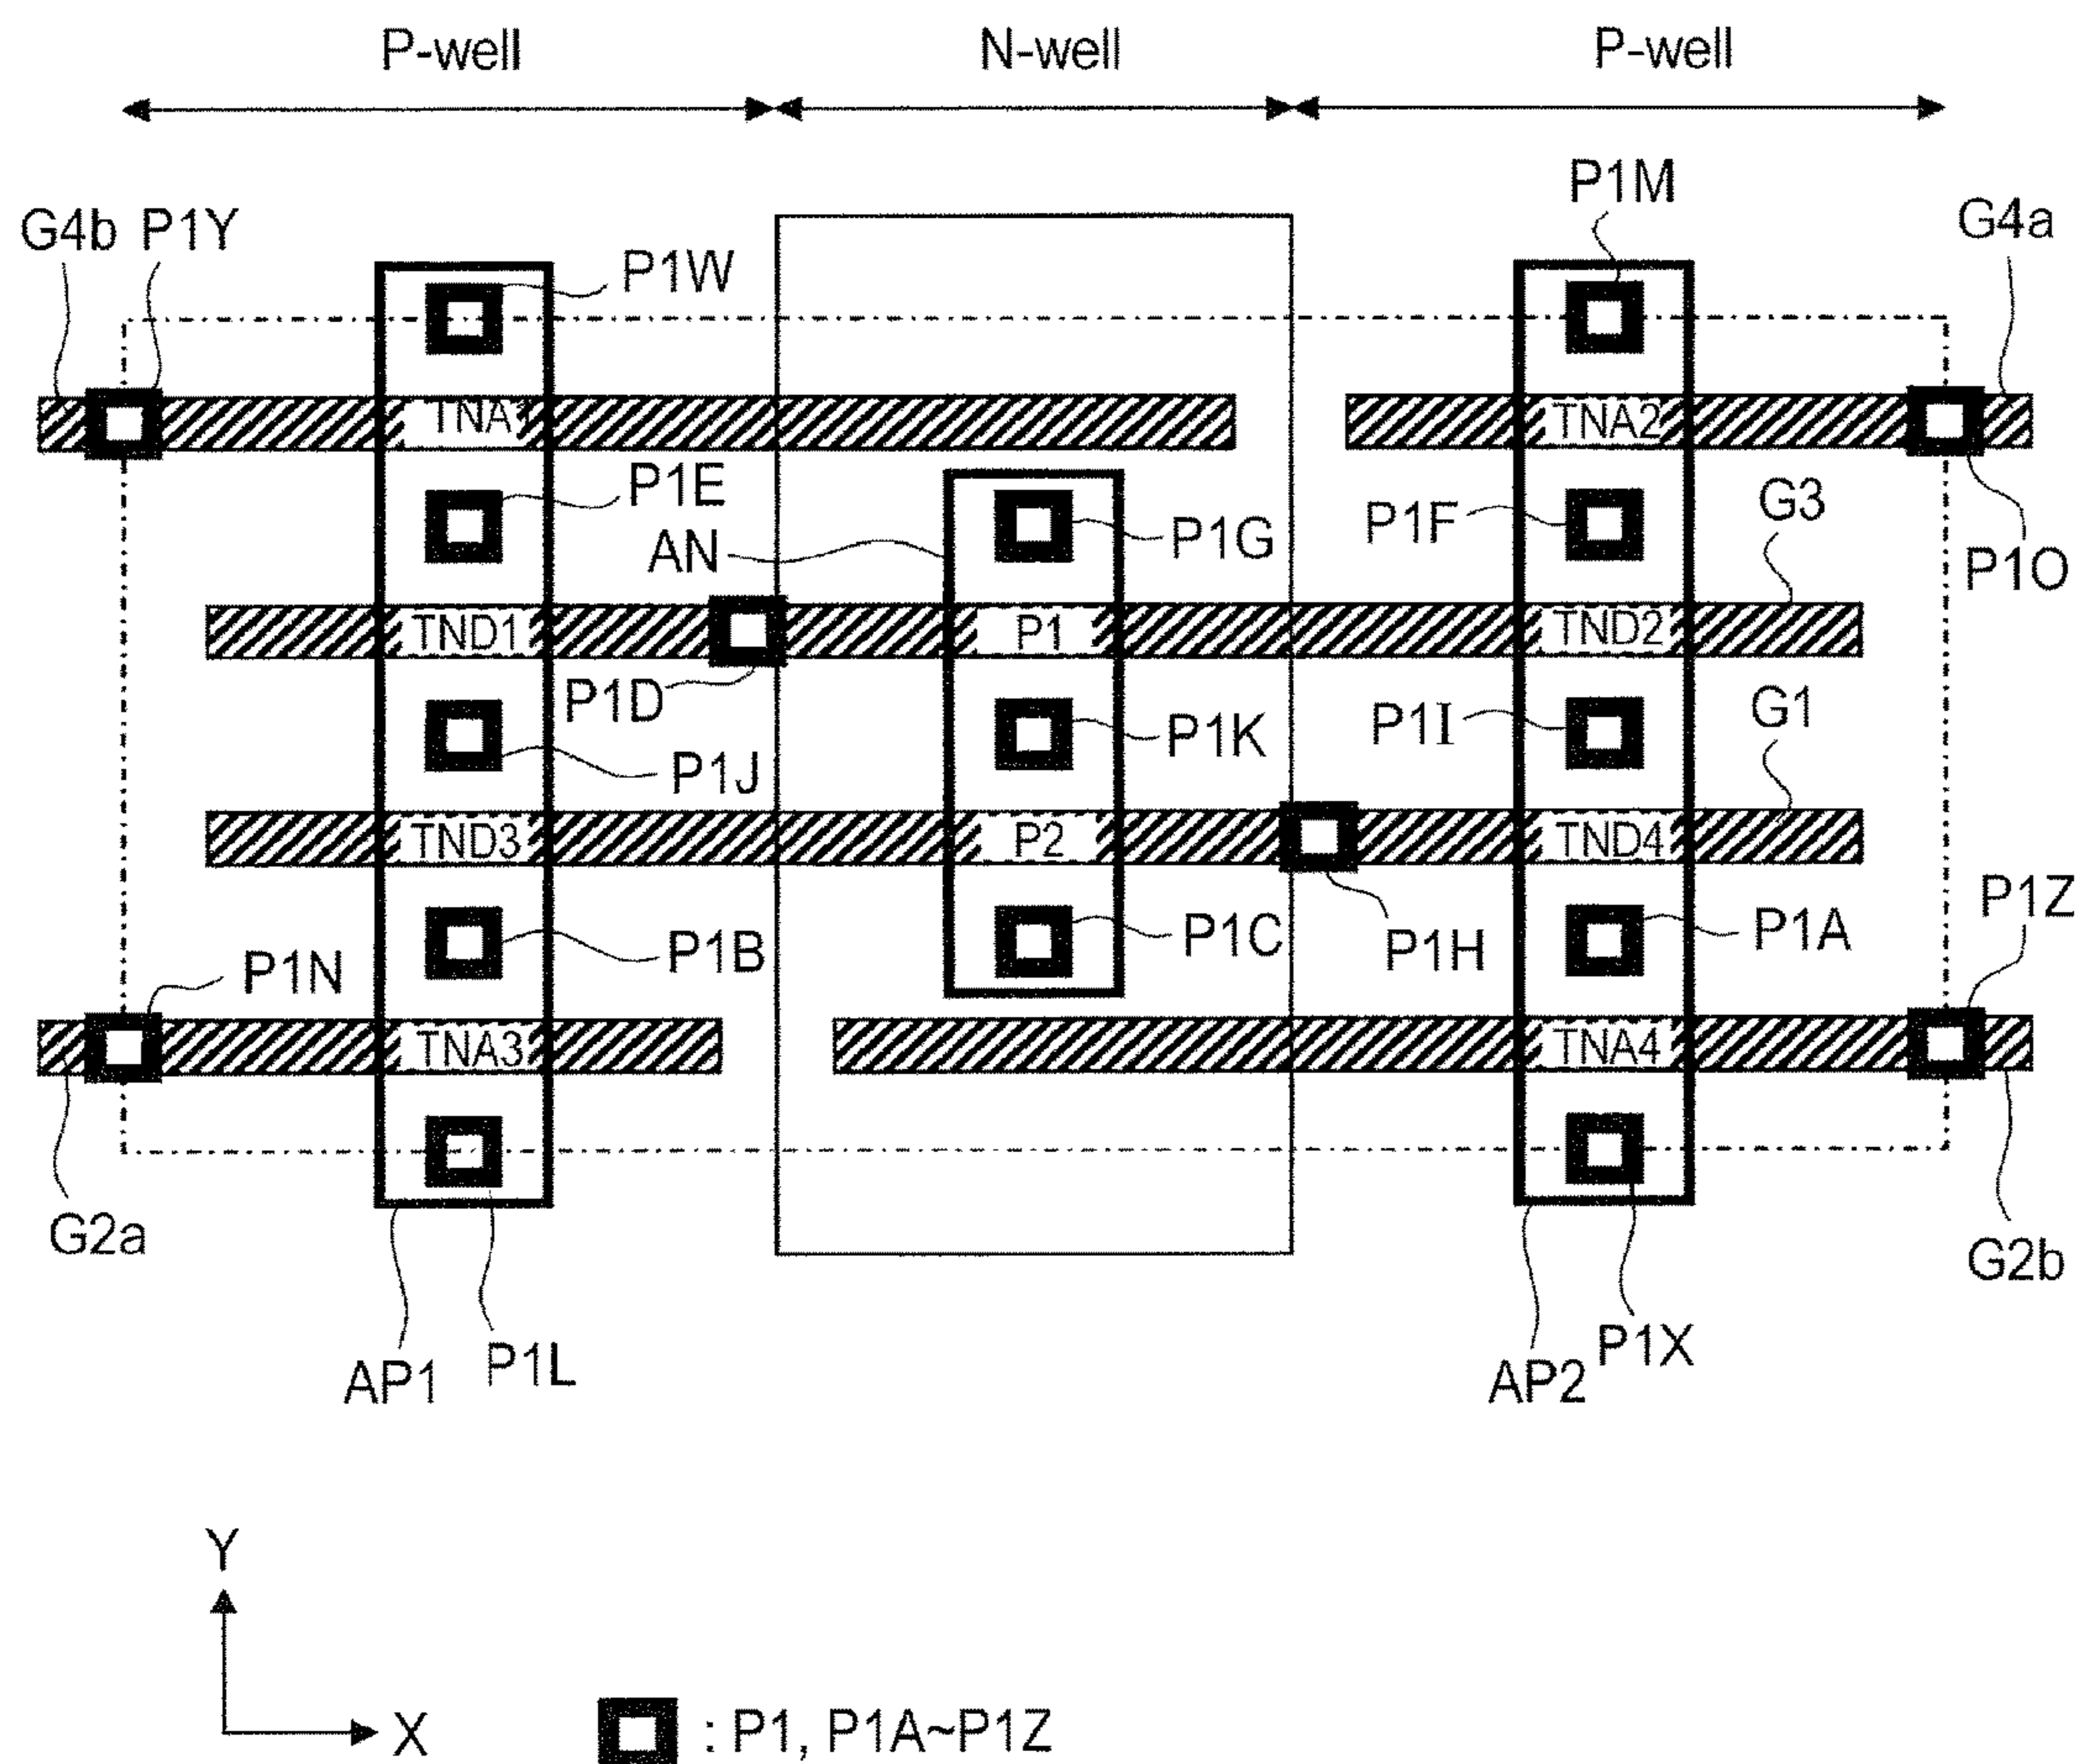 P-well N-well P-well
P1M
G4b P1Y G4a
P1W
TNA1 TNA2
P1E G3
P1F
AN P1G
P1O
TND1 P1 TND2
P1D G1
P1K P1I
P1J
TND3 P2 TND4
P1Z
P1N P1B P1C P1H P1A
TNA3 TNA4
G2a G2b
AP1 P1L AP2 P1X
Y
X
: P1, P1A~P1Z